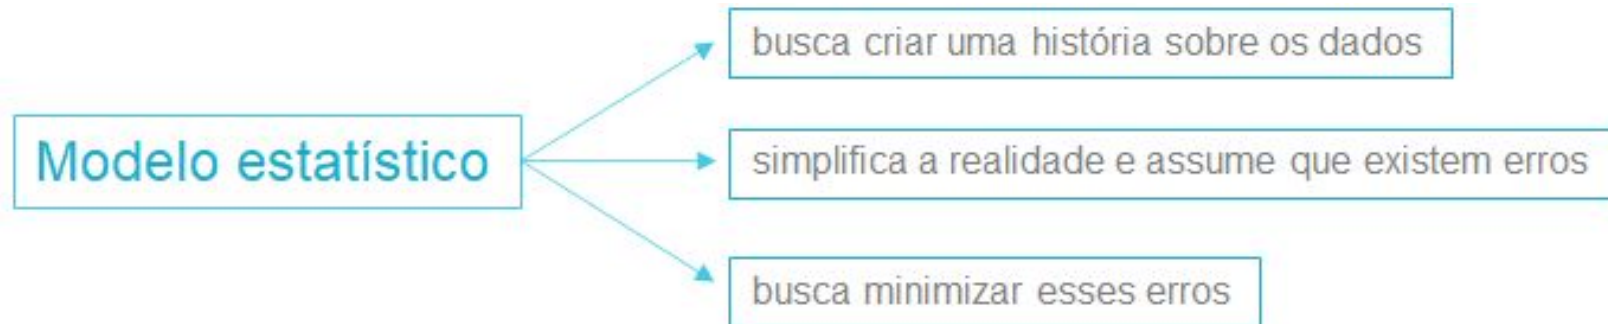 busca criar uma história sobre os dados
Modelo estatístico
simplifica a realidade e assume que existem erros
busca minimizar esses erros